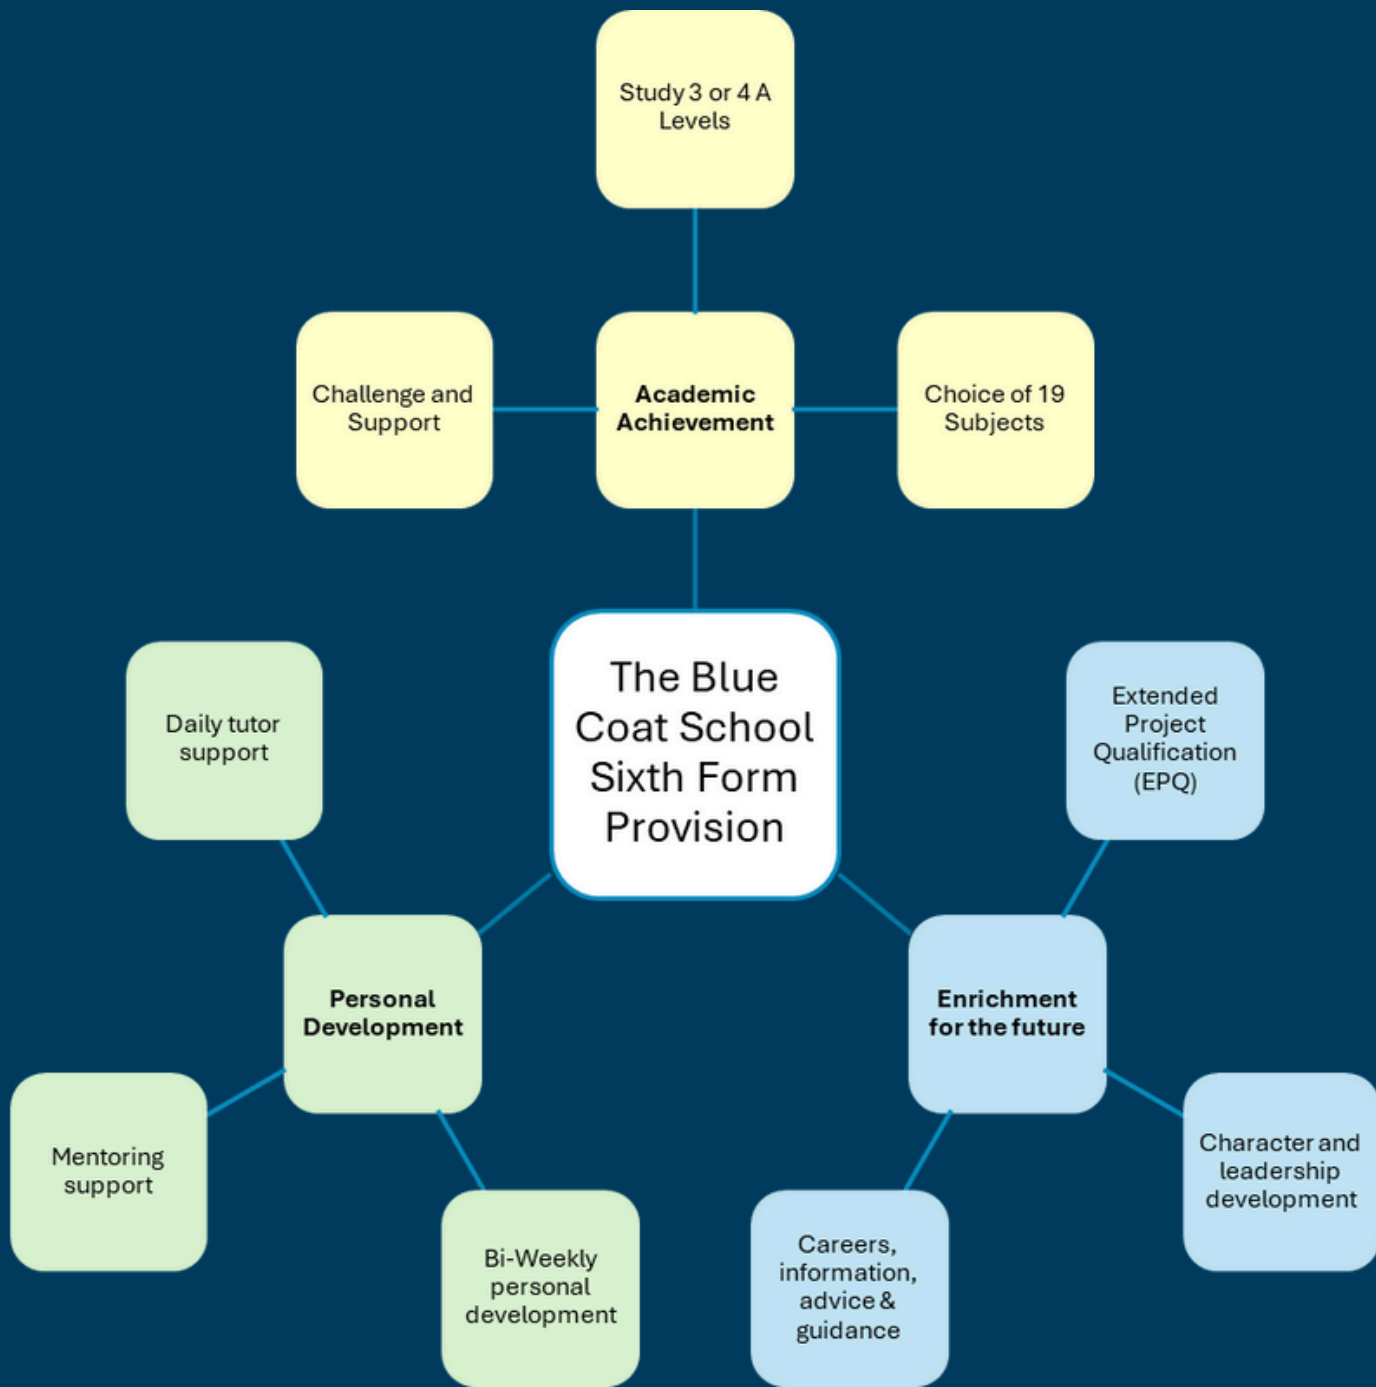 Study 3 or 4 A
Levels
Challenge and
Support
Academic
Achievement
Choice of 19
Subjects
The Blue
Coat School
Sixth Form
Provision
Daily tutor
support
Extended
Project
Qualification
(EPQ)
Personal
Development
Enrichment
for the future
Mentoring
support
Character and
leadership
development
Bi-Weekly
personal
development
Careers,
information,
advice &
guidance